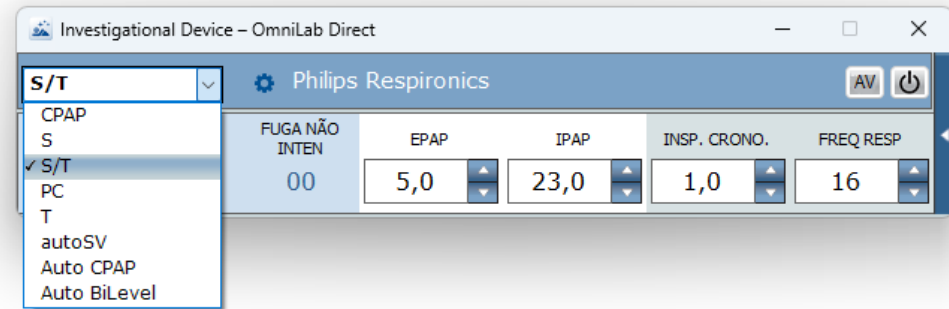 Investigational Device – OmniLab Direct
S/T
Philips Respironics
AV
CPAP
S
✓ S/T
PC
T
autoSV
Auto CPAP
Auto BiLevel
FUGA NÃO
INTEN
00
EPAP
5,0
IPAP
23,0
INSP. CRONO.
1,0
FREQ RESP
16